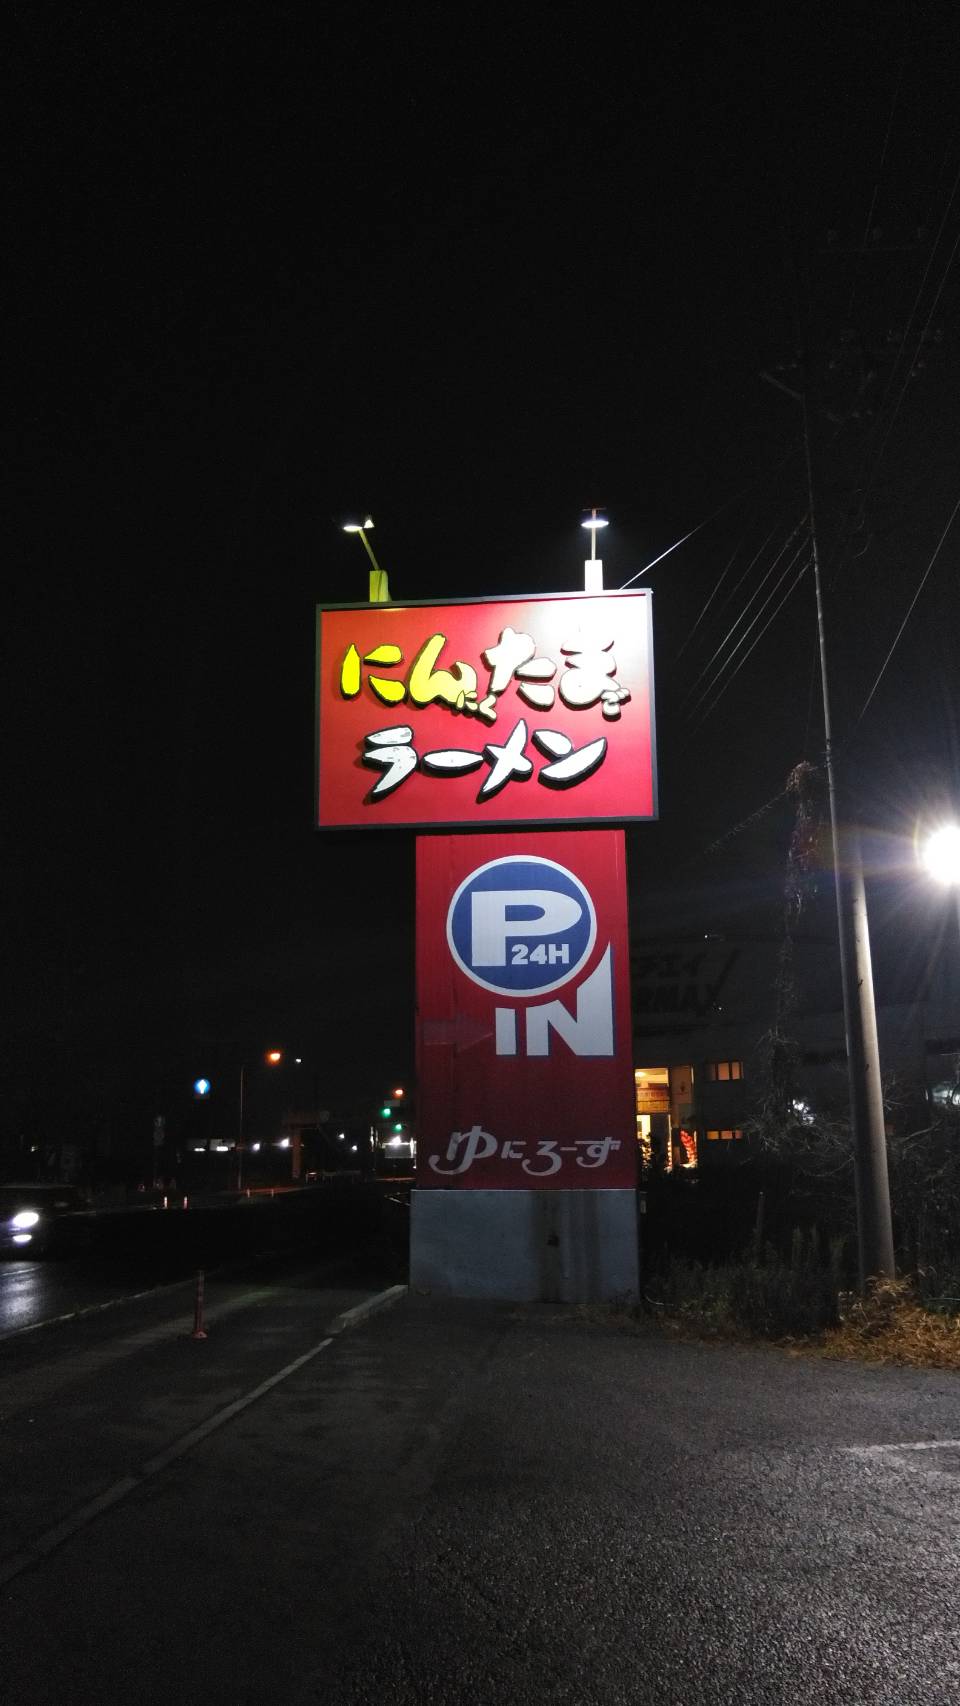 にんにくたまご
ラーメン
P
24H
IN
ゆにろーず